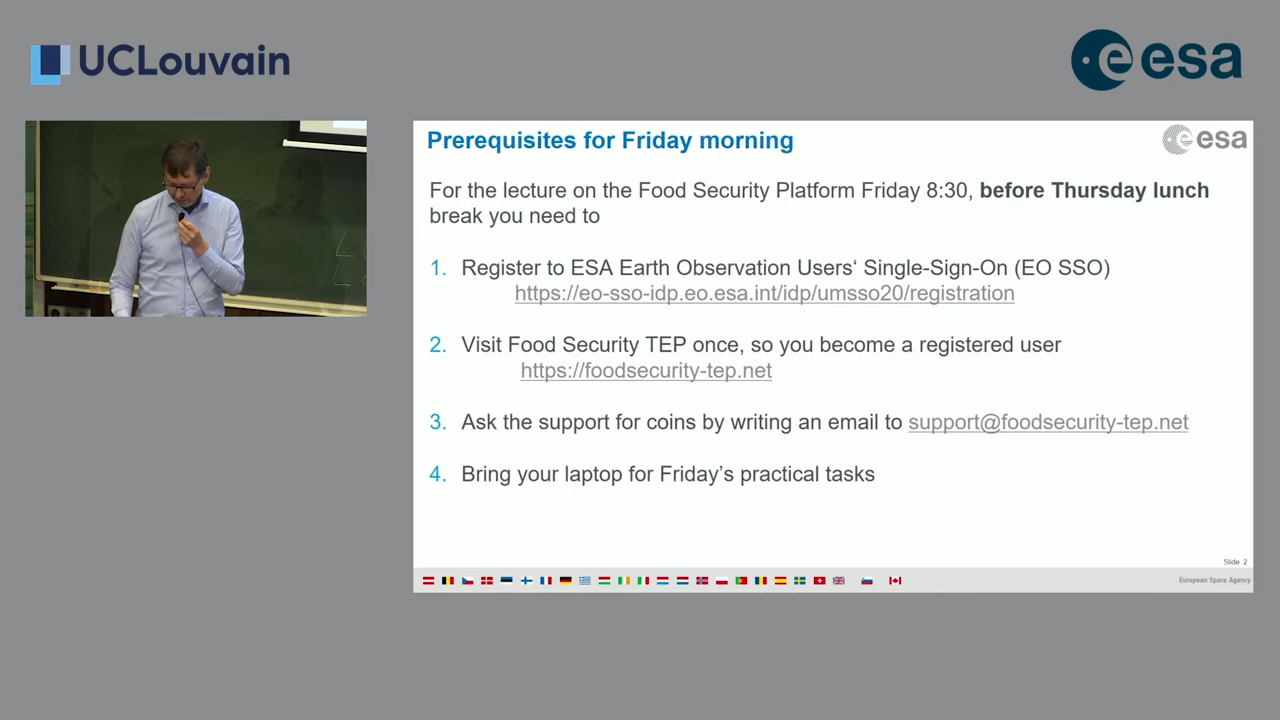 UCLouvain
esa
Prerequisites for Friday morning
esa
For the lecture on the Food Security Platform Friday 8:30, before Thursday lunch
break you need to
1. Register to ESA Earth Observation Users‘ Single-Sign-On (EO SSO)
https://eo-sso-idp.eo.esa.int/idp/umsso20/registration
2. Visit Food Security TEP once, so you become a registered user
https://foodsecurity-tep.net
3. Ask the support for coins by writing an email to support@foodsecurity-tep.net
4. Bring your laptop for Friday’s practical tasks
Slide 2
European Space Agency